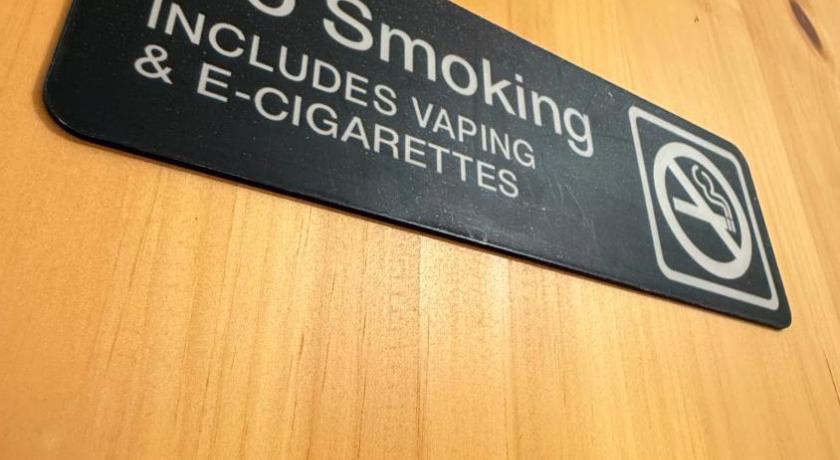 Smoking
INCLUDES VAPING
& E-CIGARETTES